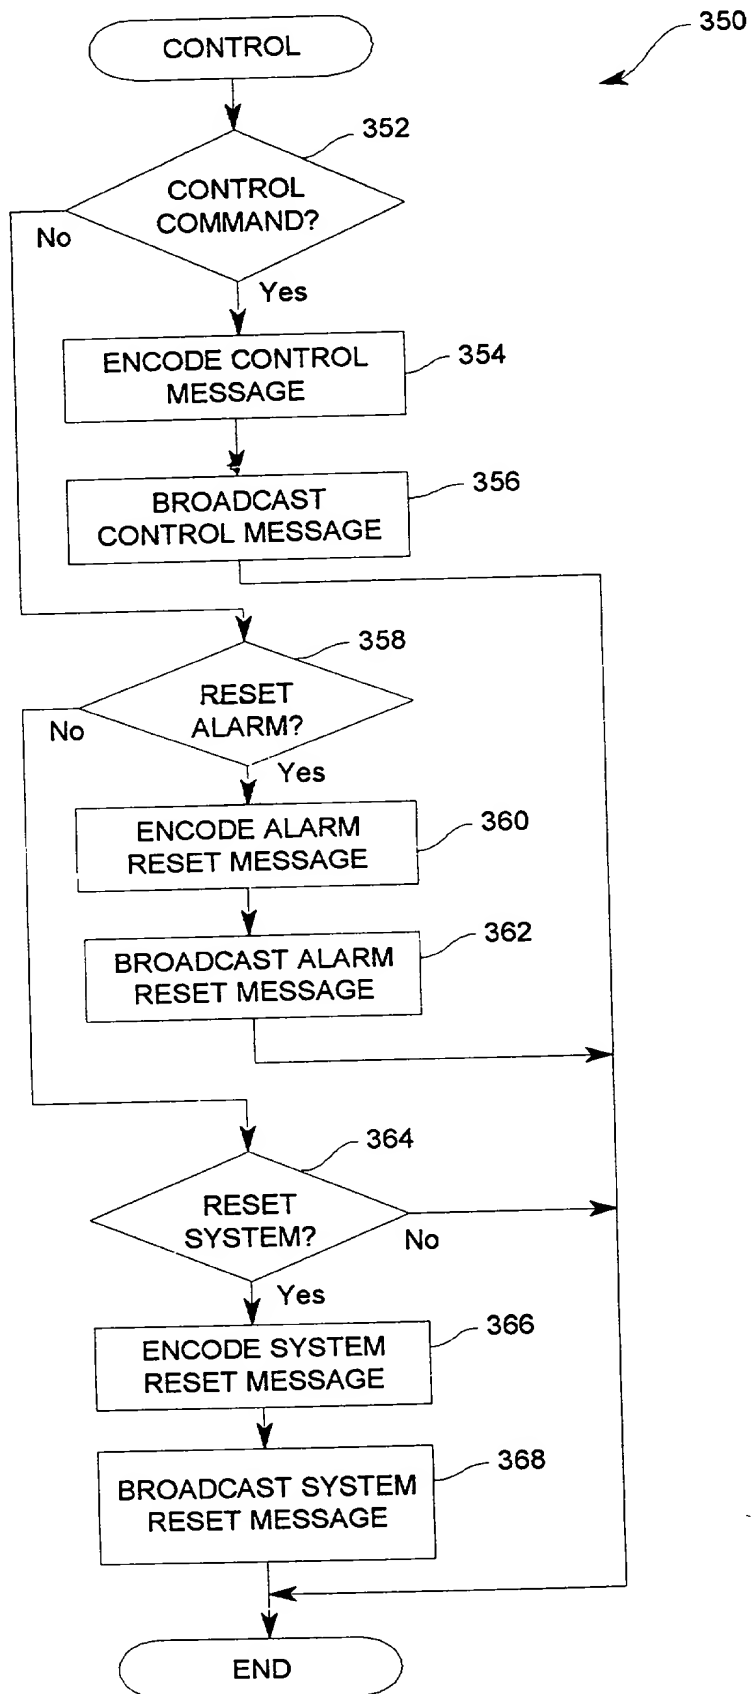 350
CONTROL
352
CONTROL
COMMAND?
No
Yes
ENCODE CONTROL
MESSAGE
354
BROADCAST
CONTROL MESSAGE
356
358
RESET
ALARM?
No
Yes
ENCODE ALARM
RESET MESSAGE
360
BROADCAST ALARM
RESET MESSAGE
362
364
RESET
SYSTEM?
No
Yes
ENCODE SYSTEM
RESET MESSAGE
366
BROADCAST SYSTEM
RESET MESSAGE
368
END